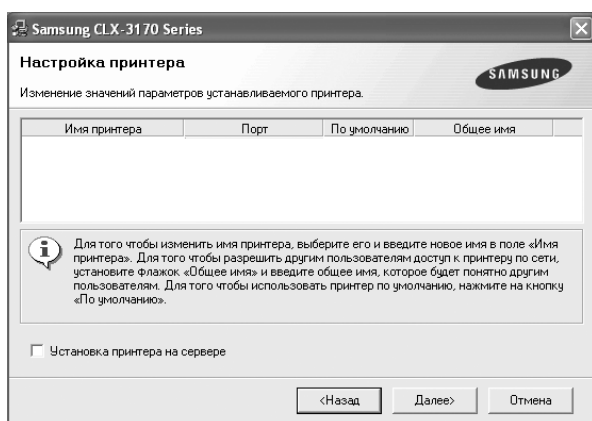 Samsung CLX-3170 Series
Настройка принтера
SAMSUNG
Изменение значений параметров устанавливаемого принтера.
Имя принтера Порт По умолчанию Общее имя
Для того чтобы изменить имя принтера, выберите его и введите новое имя в поле «Имя
принтера». Для того чтобы разрешить другим пользователям доступ к принтеру по сети,
установите флажок «Общее имя» и введите общее имя, которое будет понятно другим
пользователям. Для того чтобы использовать принтер по умолчанию, нажмите на кнопку
«По умолчанию».
Установка принтера на сервере
<Назад Далее> Отмена